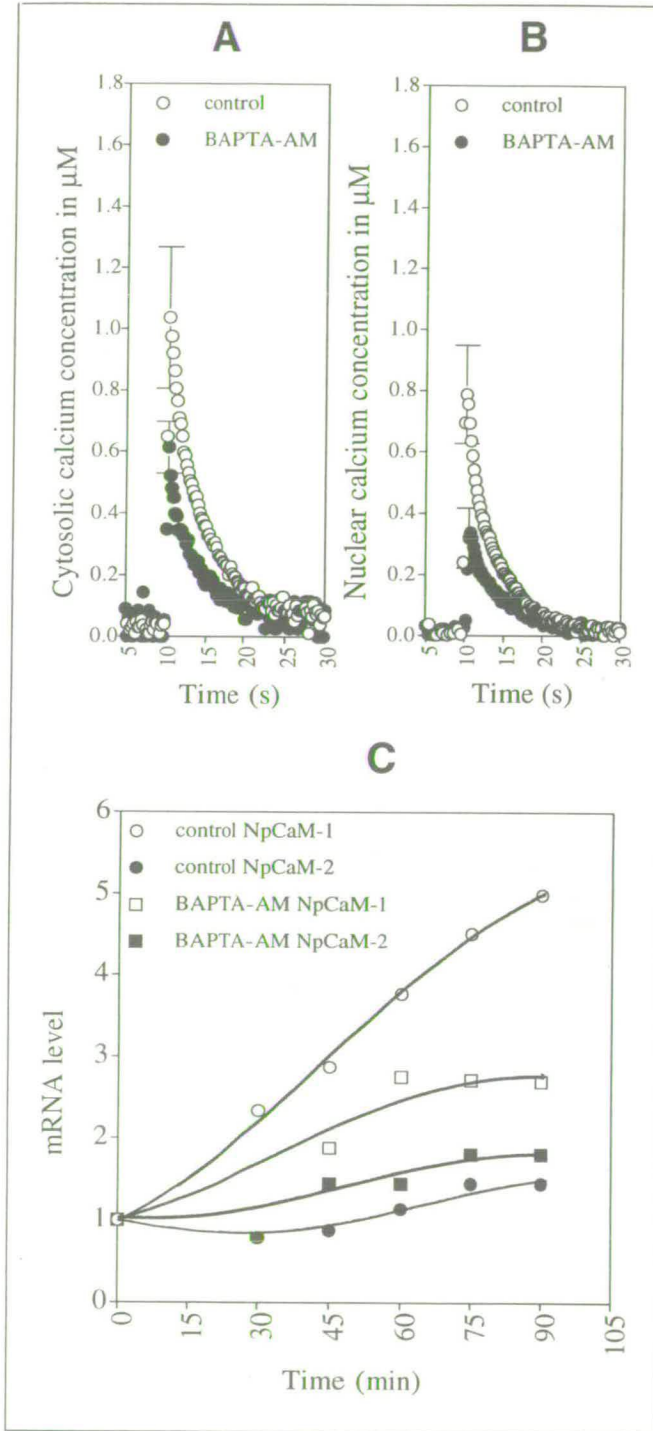 A
Cytosolic calcium concentration in μM
1.8
1.6
1.4
1.2
1.0
0.8
0.6
0.4
0.2
0.0
control
BAPTA-AM
5
10
15
20
25
30
Time (s)
B
Nuclear calcium concentration in μM
1.8
1.6
1.4
1.2
1.0
0.8
0.6
0.4
0.2
0.0
control
BAPTA-AM
5
10
15
20
25
30
Time (s)
C
mRNA level
6
5
4
3
2
1
0
control NpCaM-1
control NpCaM-2
BAPTA-AM NpCaM-1
BAPTA-AM NpCaM-2
0
15
30
45
60
75
90
105
Time (min)